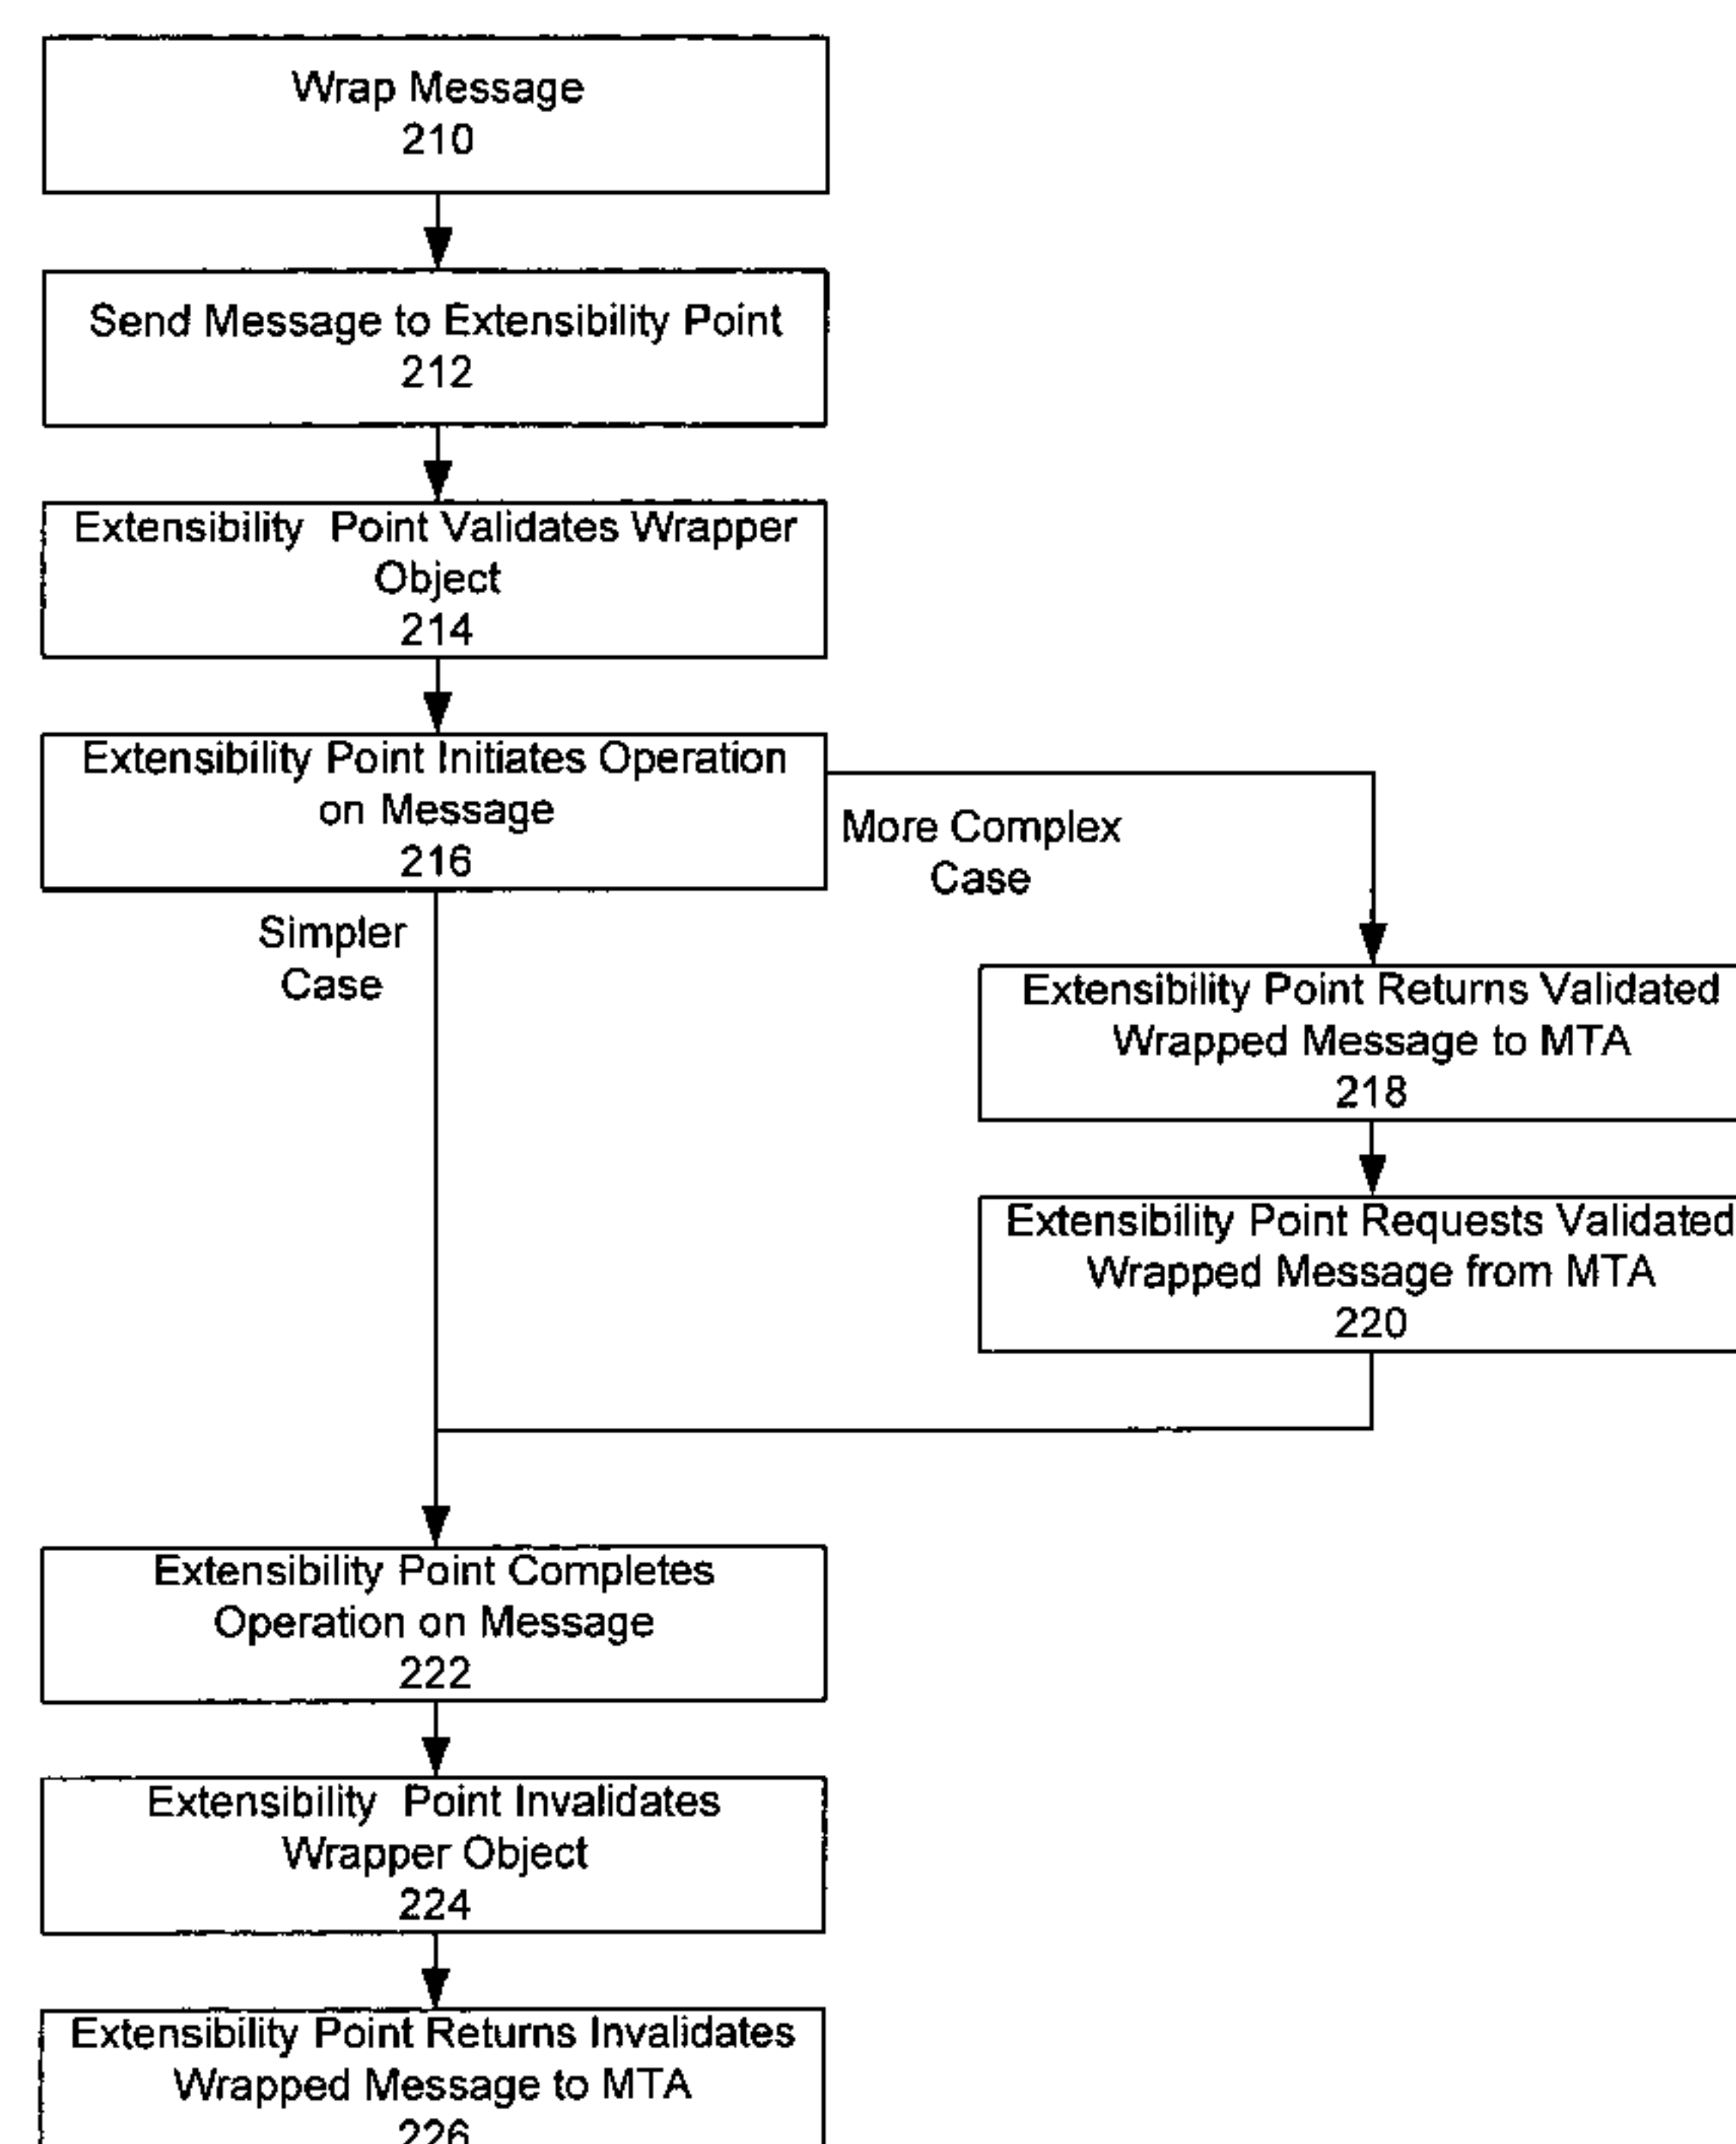 Wrap Message
210
Send Message to Extensibility Point
212
Extensibility Point Validates Wrapper
Object
214
Extensibility Point Initiates Operation
on Message
216
More Complex
Case
Simpler
Case
Extensibility Point Returns Validated
Wrapped Message to MTA
218
Extensibility Point Requests Validated
Wrapped Message from MTA
220
Extensibility Point Completes
Operation on Message
222
Extensibility Point Invalidates
Wrapper Object
224
Extensibility Point Returns Invalidates
Wrapped Message to MTA
226